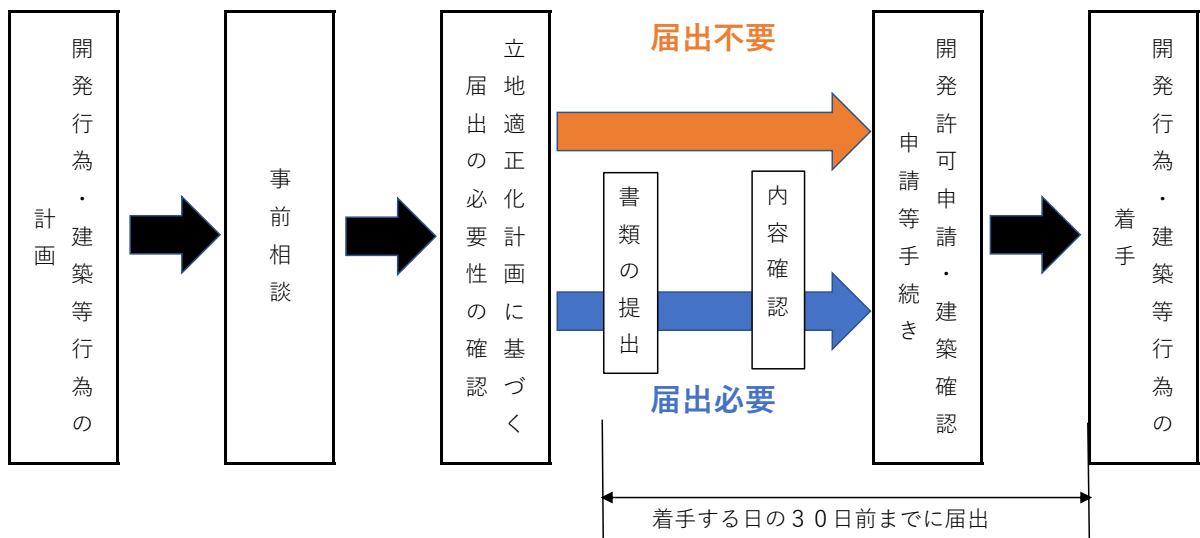 開発行為・建築等行為の
計画
事前相談
立地適正化計画に基づく
届出の必要性の確認
届出不要
書類の提出
内容確認
届出必要
開発許可申請・建築確認
申請等手続き
開発行為・建築等行為の
着手
着手する日の30日前までに届出